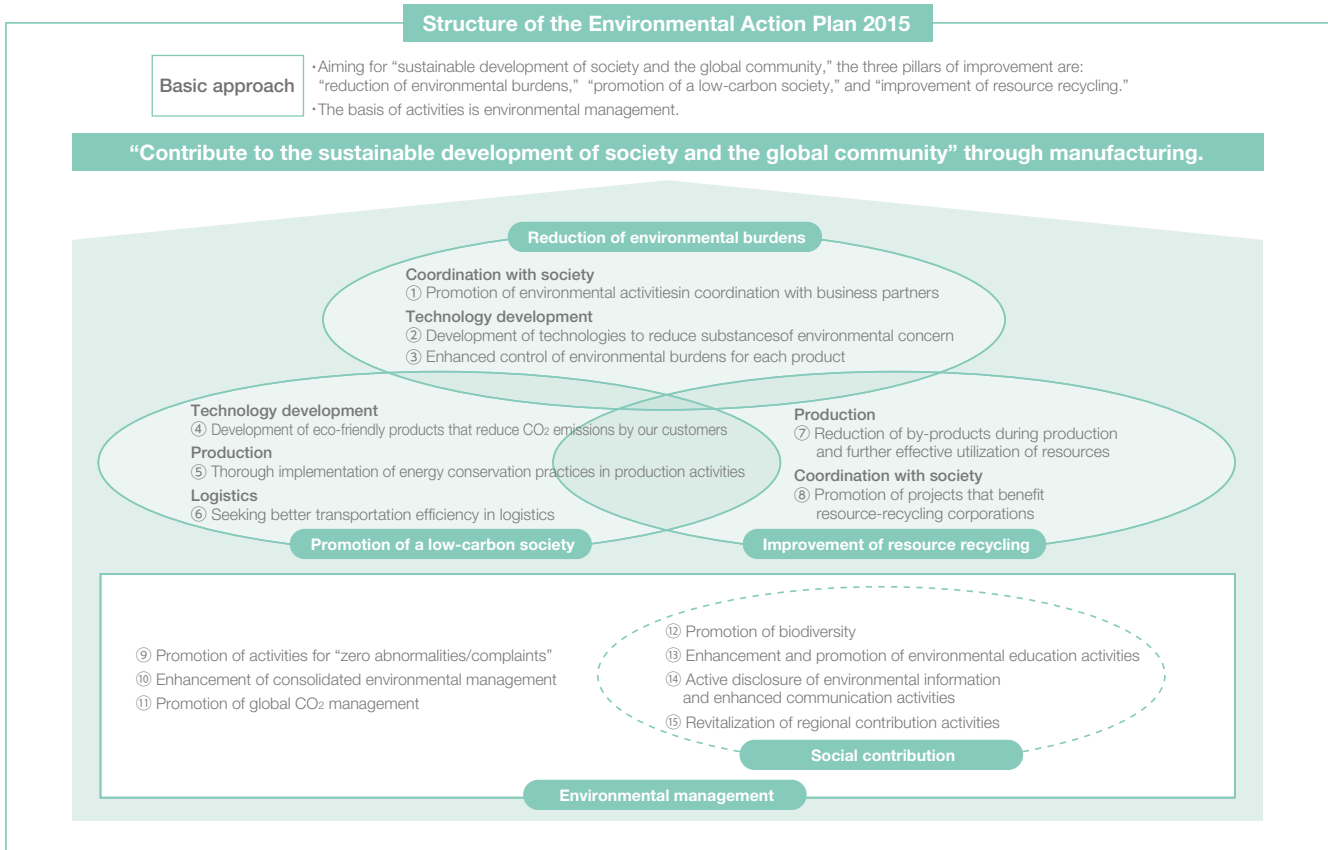 Structure of the Environmental Action Plan 2015
Basic approach
・Aiming for “sustainable development of society and the global community,” the three pillars of improvement are:
“reduction of environmental burdens,” “promotion of a low-carbon society,” and “improvement of resource recycling.”
・The basis of activities is environmental management.
“Contribute to the sustainable development of society and the global community” through manufacturing.
Reduction of environmental burdens
Coordination with society
① Promotion of environmental activitiesin coordination with business partners
Technology development
② Development of technologies to reduce substancesof environmental concern
③ Enhanced control of environmental burdens for each product
Technology development
④ Development of eco-friendly products that reduce CO₂ emissions by our customers
Production
⑤ Thorough implementation of energy conservation practices in production activities
Logistics
⑥ Seeking better transportation efficiency in logistics
Promotion of a low-carbon society
Production
⑦ Reduction of by-products during production
and further effective utilization of resources
Coordination with society
⑧ Promotion of projects that benefit
resource-recycling corporations
Improvement of resource recycling
⑨ Promotion of activities for “zero abnormalities/complaints”
⑩ Enhancement of consolidated environmental management
⑪ Promotion of global CO₂ management
⑫ Promotion of biodiversity
⑬ Enhancement and promotion of environmental education activities
⑭ Active disclosure of environmental information
and enhanced communication activities
⑮ Revitalization of regional contribution activities
Social contribution
Environmental management